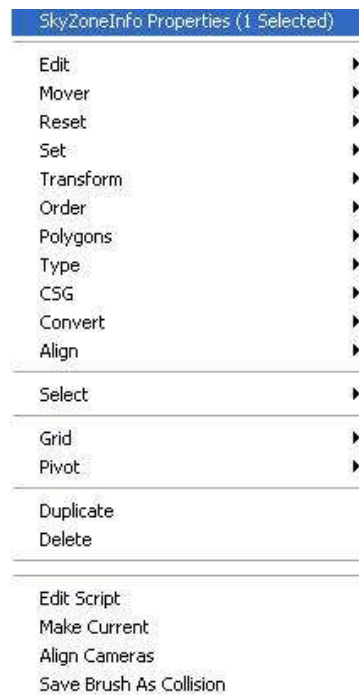 SkyZoneInfo Properties (1 Selected)
Edit
Mover
Reset
Set
Transform
Order
Polygons
Type
CSG
Convert
Align
Select
Grid
Pivot
Duplicate
Delete
Edit Script
Make Current
Align Cameras
Save Brush As Collision